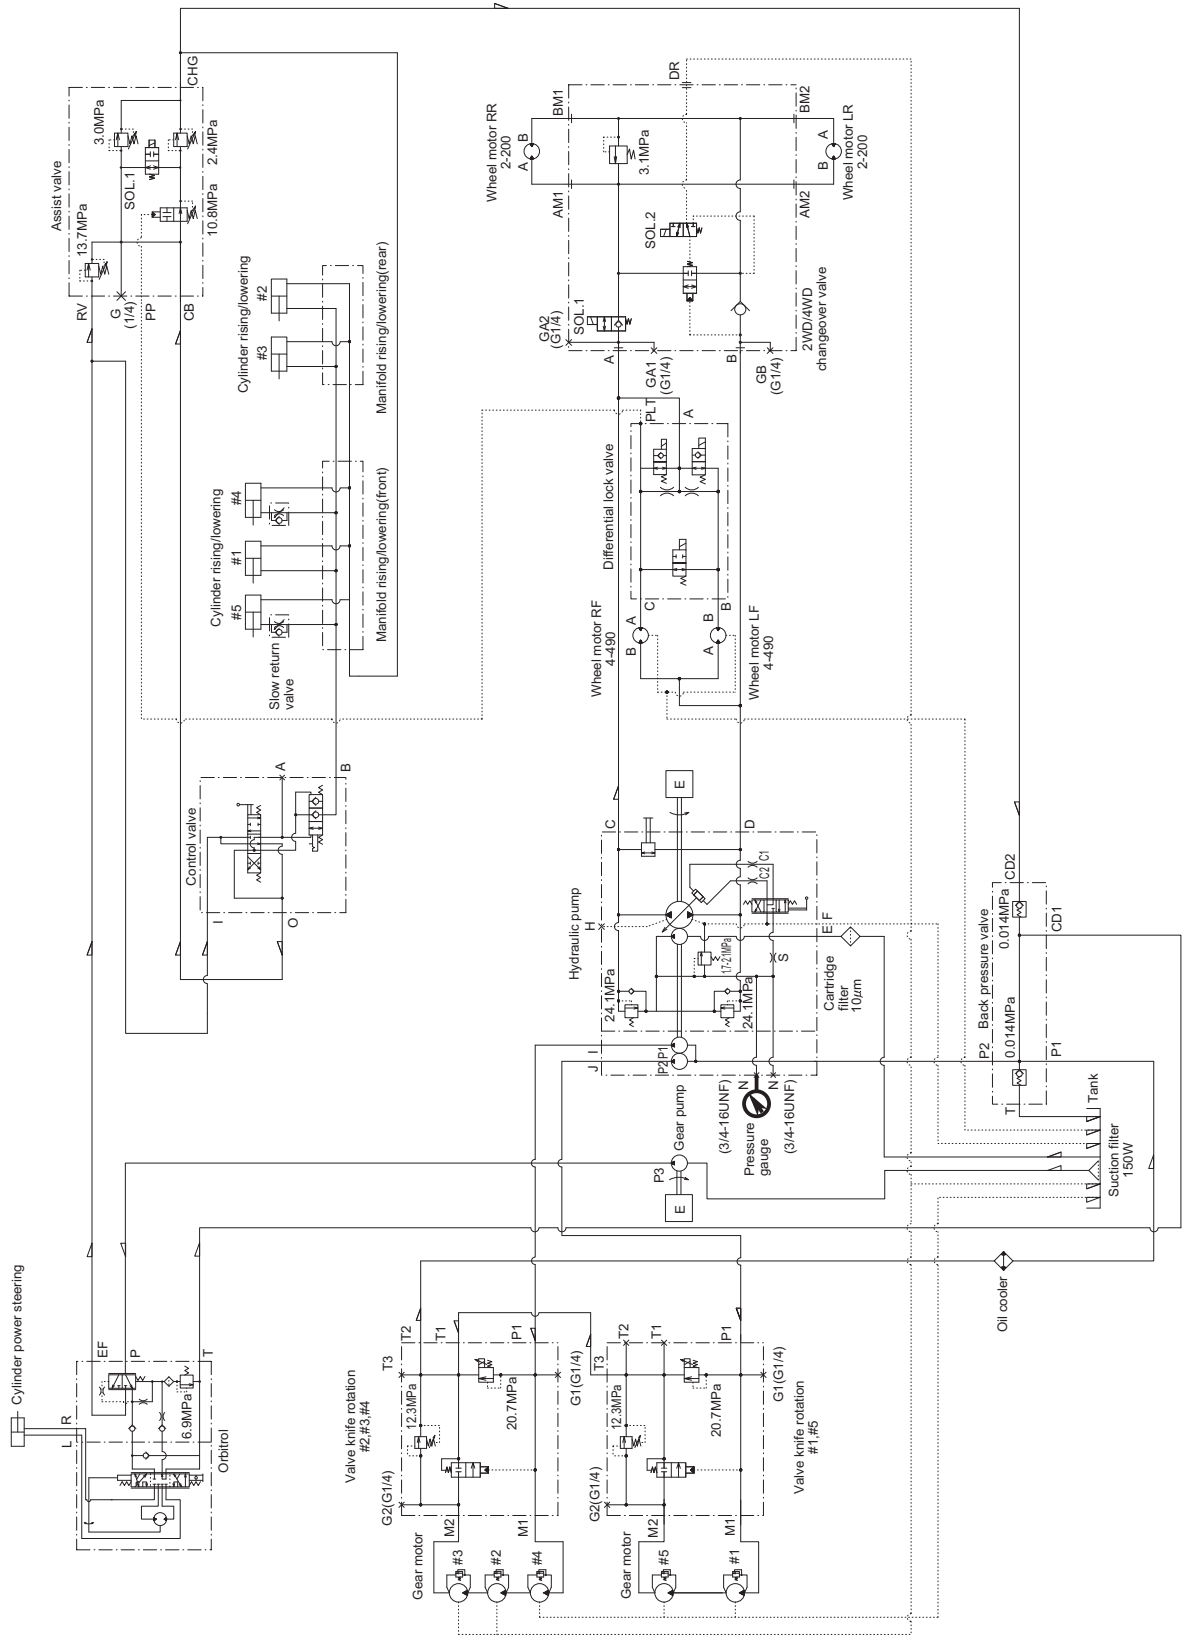 Assist valve
13.7MPa
3.0MPa
SOL.1
10.8MPa
2.4MPa
CHG
RV
G
(1/4)
PP
CB
Cylinder rising/lowering
#2
#3
Manifold rising/lowering(rear)
Cylinder rising/lowering
#4
#1
#5
Manifold rising/lowering(front)
Slow return
valve
Control valve
A
B
I
O
Wheel motor RR
2-200
B
A
BM1
DR
BM2
A
B
Wheel motor LR
2-200
3.1MPa
AM1
AM2
SOL.2
SOL.1
GA2
(G1/4)
A
GA1
(G1/4)
B
GB
(G1/4)
2WD/4WD
changeover valve
PLT
A
Differential lock valve
C
B
A
B
B
A
Wheel motor RF
4-490
Wheel motor LF
4-490
E
Hydraulic pump
C
D
H
C2
C1
E
F
17-21MPa
S
24.1MPa
24.1MPa
Cartridge
filter
10μm
J
I
P2
P1
N
N
(3/4-16UNF)
(3/4-16UNF)
Pressure
gauge
Gear pump
P3
E
Back pressure valve
CD2
0.014MPa
CD1
P2
0.014MPa
P1
T
Tank
Suction filter
150W
Oil cooler
Cylinder power steering
EF
P
T
R
L
6.9MPa
Orbitrol
Valve knife rotation
#2,#3,#4
T3
T2
T1
P1
G1(G1/4)
12.3MPa
20.7MPa
G2(G1/4)
M2
M1
Gear motor
#3
#2
#4
T3
T2
T1
P1
G1(G1/4)
12.3MPa
20.7MPa
Valve knife rotation
#1,#5
G2(G1/4)
M2
M1
Gear motor
#5
#1